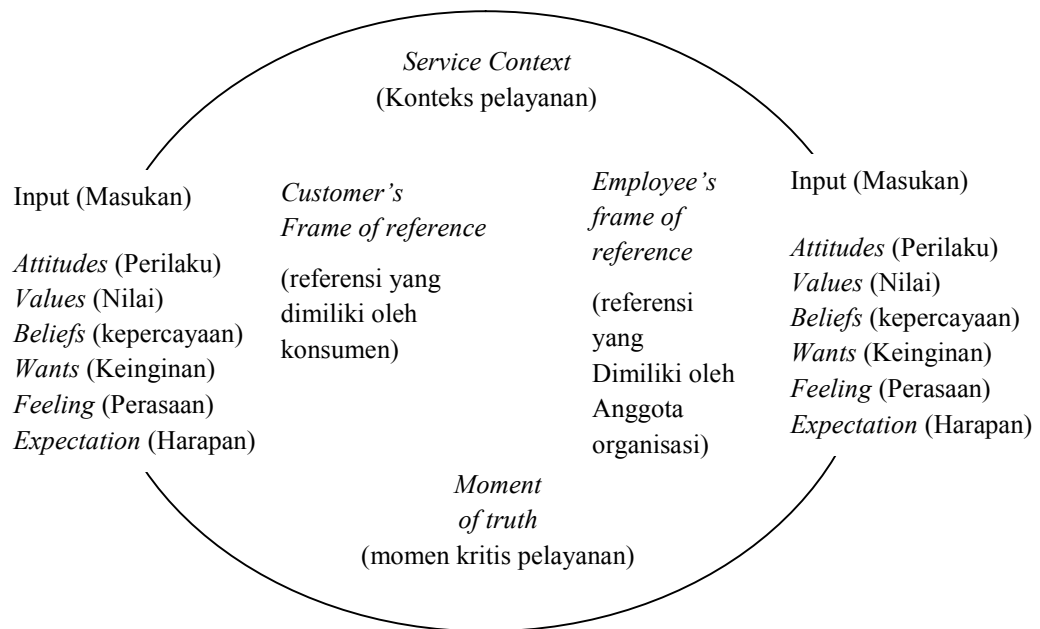 Service Context
(Konteks pelayanan)
Input (Masukan)
Attitudes (Perilaku)
Values (Nilai)
Beliefs (kepercayaan)
Wants (Keinginan)
Feeling (Perasaan)
Expectation (Harapan)
Customer’s
Frame of reference
(referensi yang
dimiliki oleh
konsumen)
Employee’s
frame of
reference
(referensi
yang
Dimiliki oleh
Anggota
organisasi)
Input (Masukan)
Attitudes (Perilaku)
Values (Nilai)
Beliefs (kepercayaan)
Wants (Keinginan)
Feeling (Perasaan)
Expectation (Harapan)
Moment
of truth
(momen kritis pelayanan)